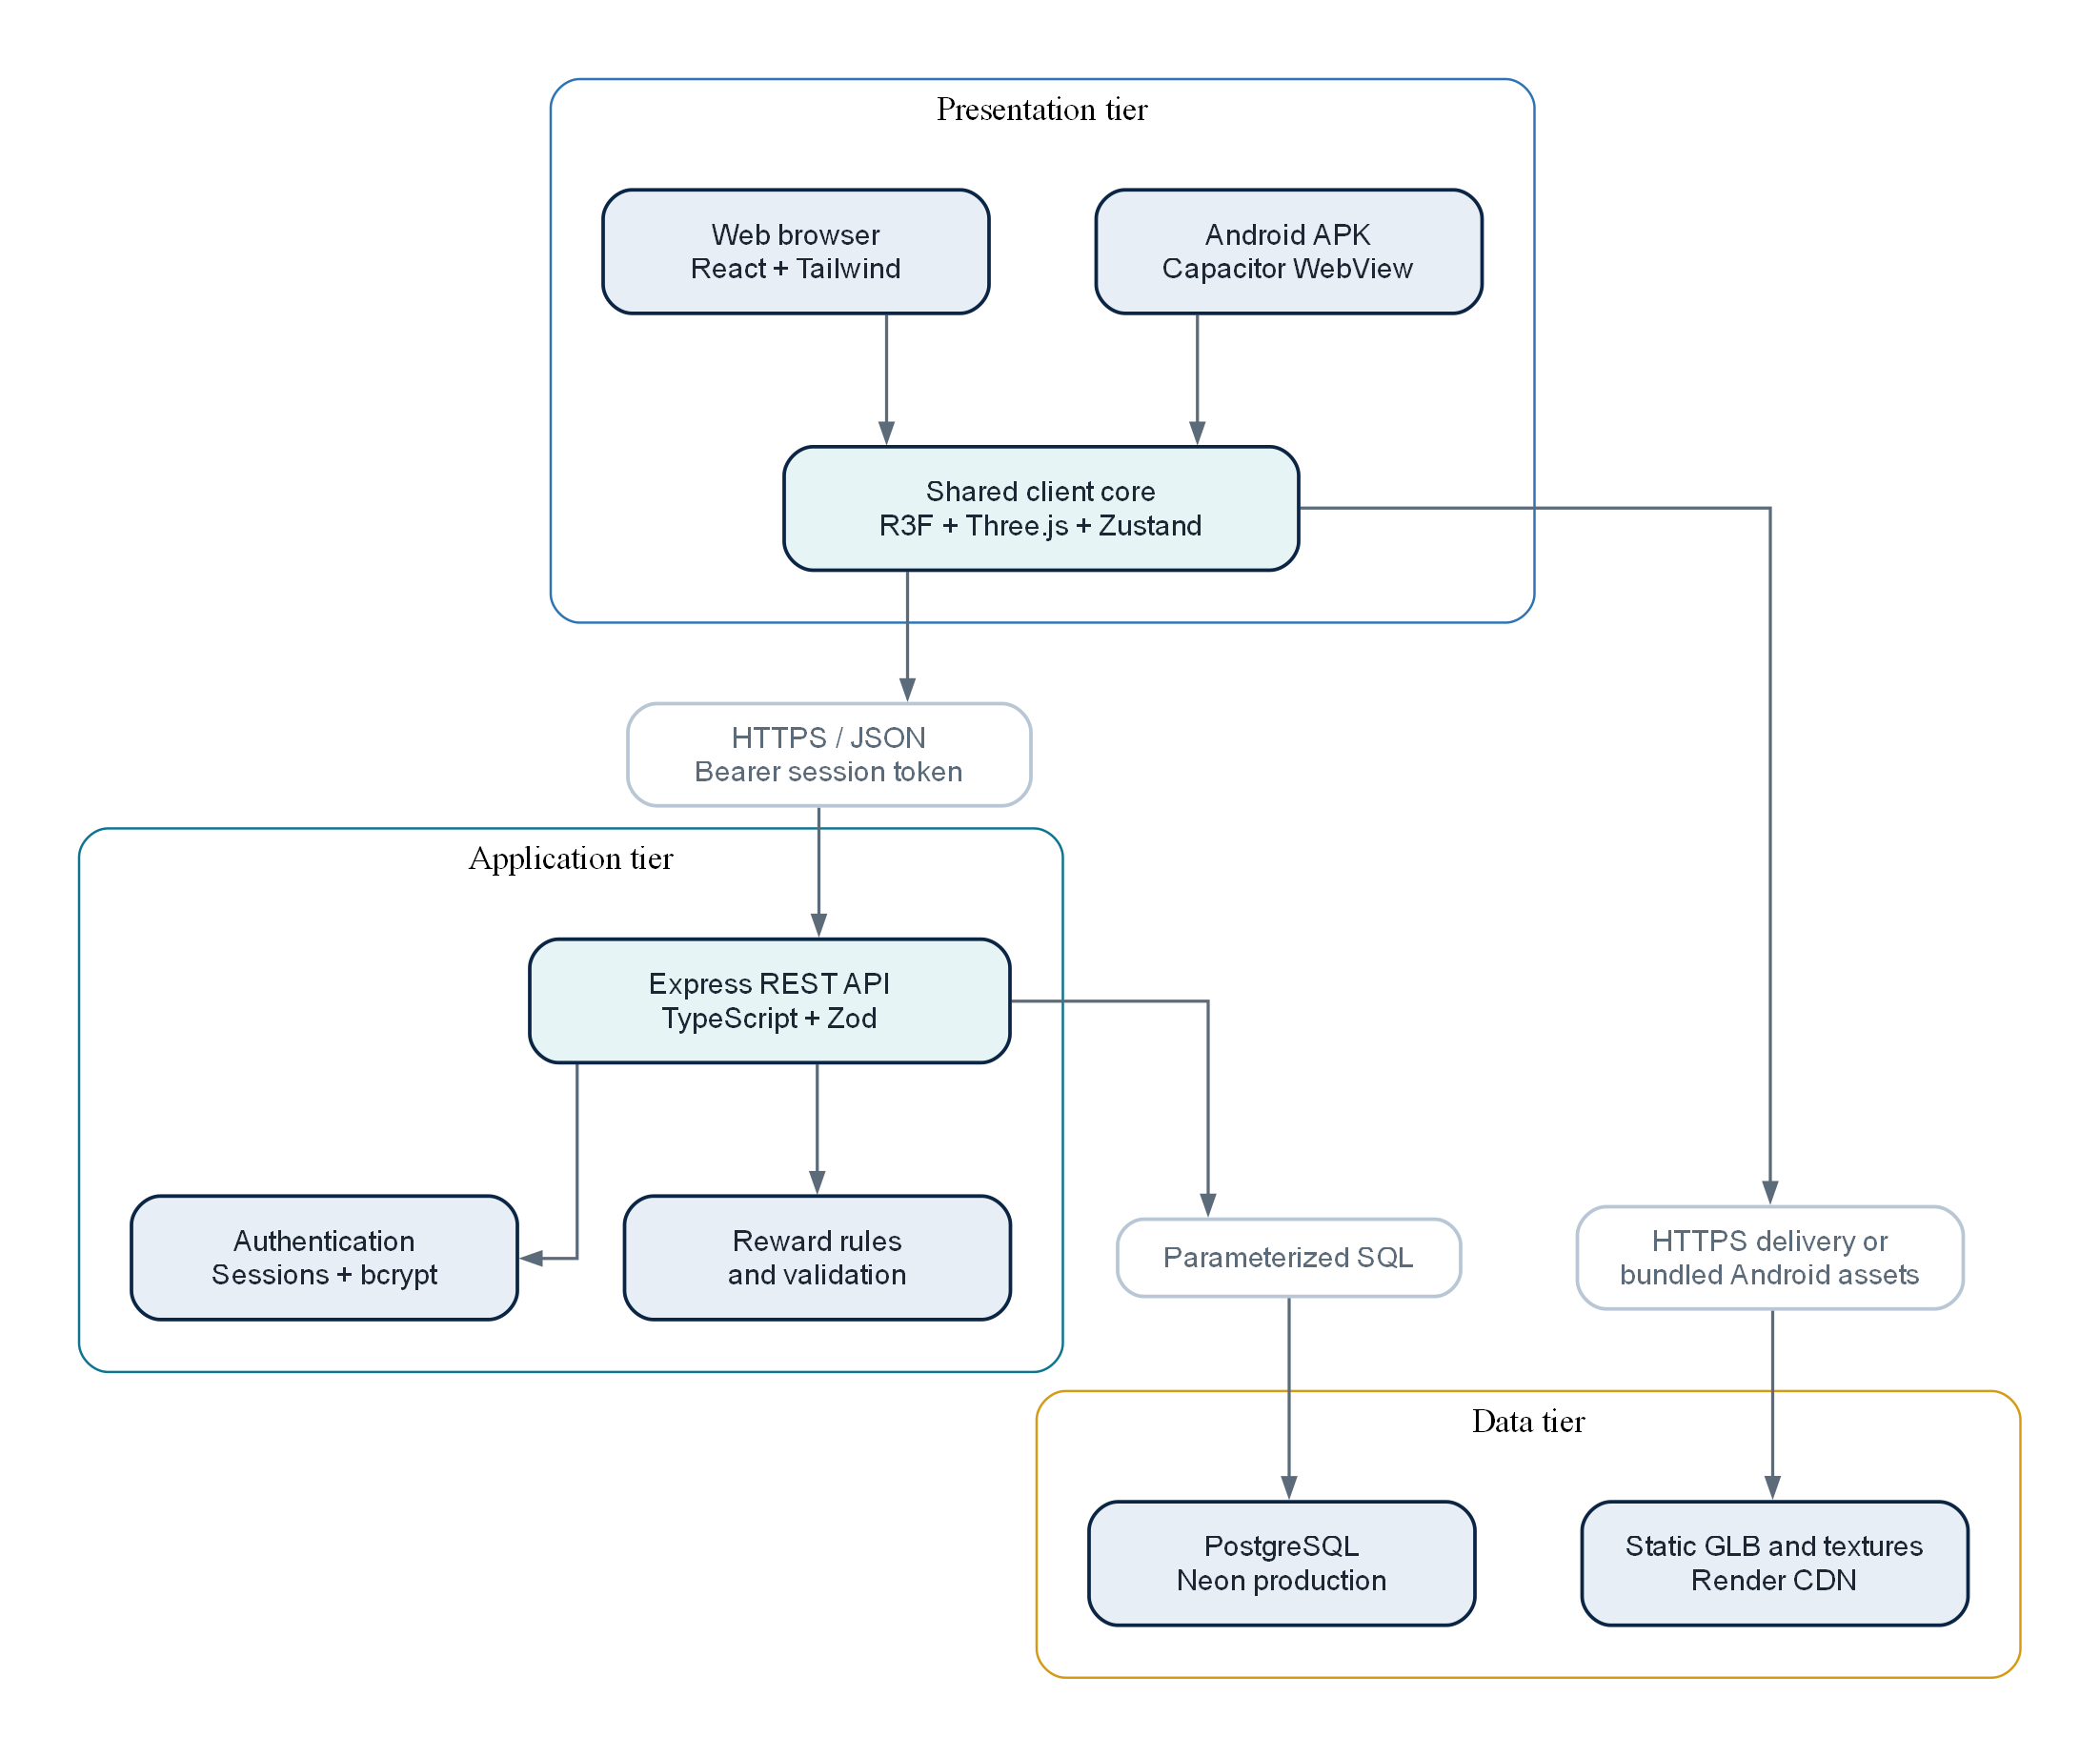 Presentation tier
Web browser
React + Tailwind
Android APK
Capacitor WebView
Shared client core
R3F + Three.js + Zustand
HTTPS / JSON
Bearer session token
Application tier
Express REST API
TypeScript + Zod
Authentication
Sessions + bcrypt
Reward rules
and validation
Parameterized SQL
HTTPS delivery or
bundled Android assets
Data tier
PostgreSQL
Neon production
Static GLB and textures
Render CDN